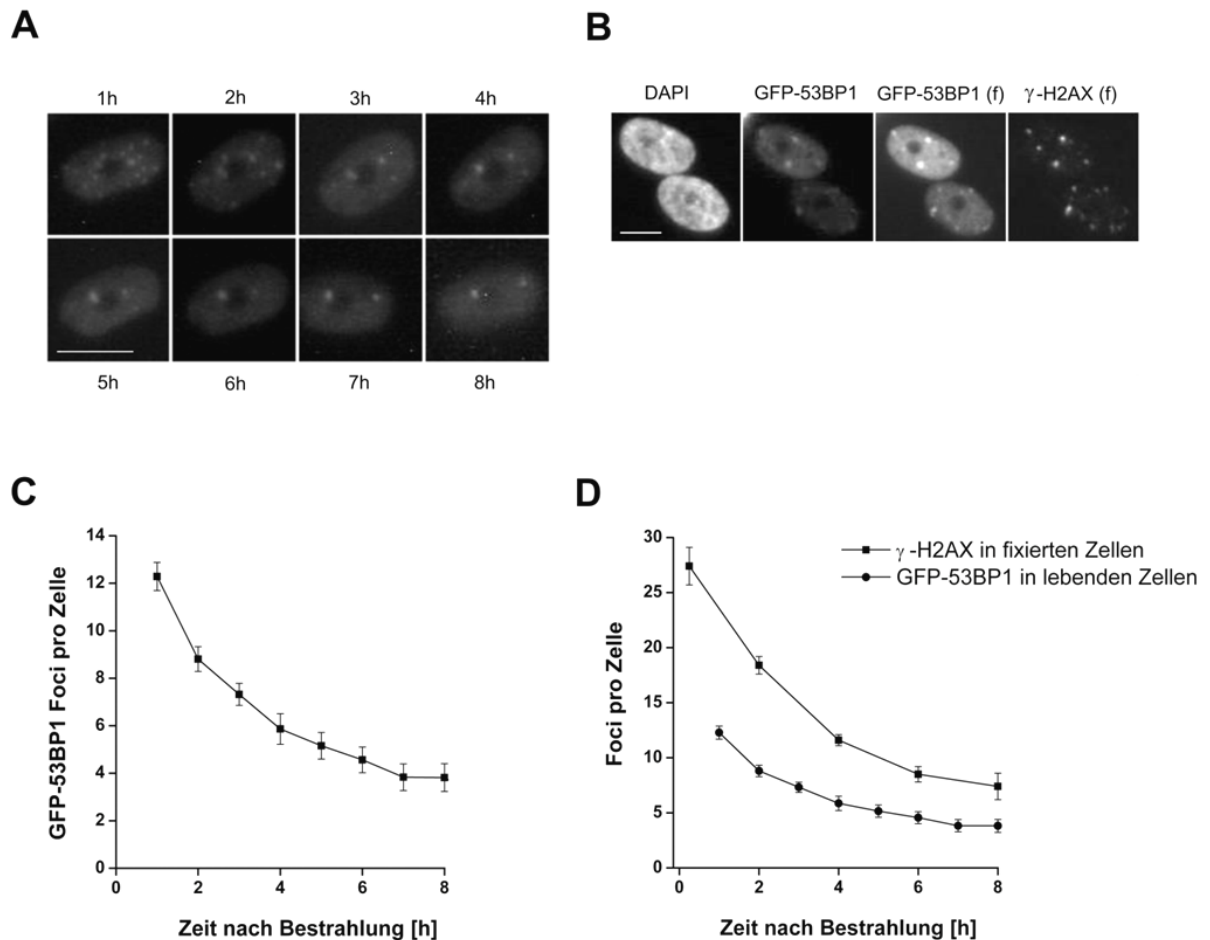 A
1h 2h 3h 4h
5h 6h 7h 8h
B
DAPI GFP-53BP1 GFP-53BP1 (f) γ-H2AX (f)
C
GFP-53BP1 Foci pro Zelle
14
12
10
8
6
4
2
0
0 2 4 6 8
Zeit nach Bestrahlung [h]
D
Foci pro Zelle
30
25
20
15
10
5
0
0 2 4 6 8
Zeit nach Bestrahlung [h]
γ-H2AX in fixierten Zellen
GFP-53BP1 in lebenden Zellen